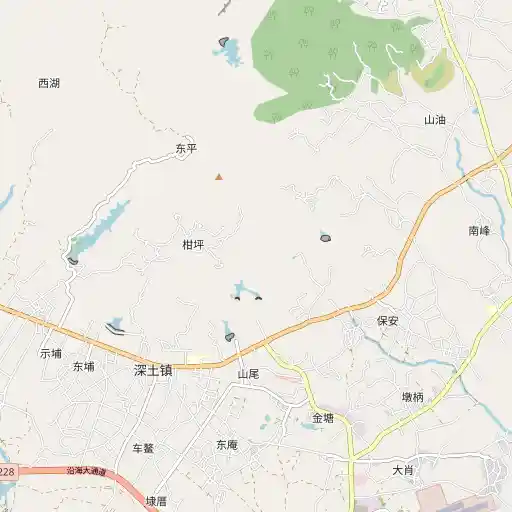 西湖
山油
东平
南峰
柑坪
保安
示埔
东埔
深土镇
山尾
墩柄
金塘
东庵
车鳌
228
沿海大通道
大肖
埭厝